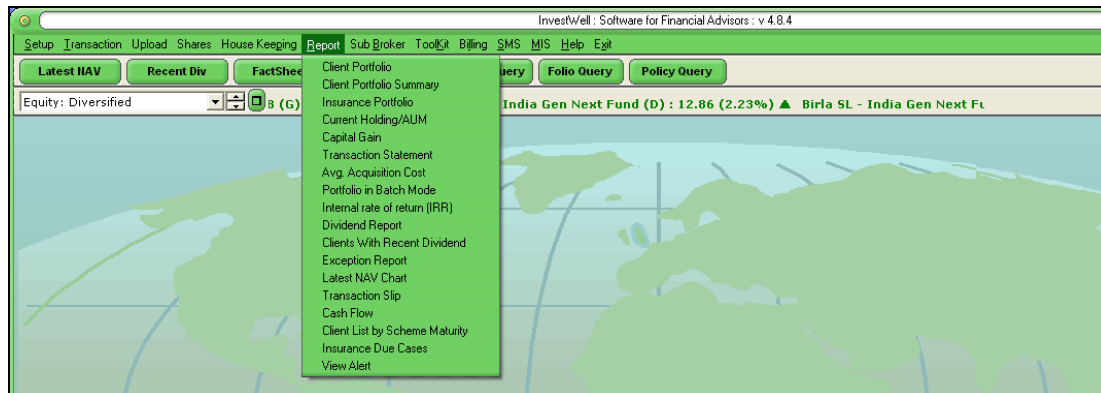 InvestWell : Software for Financial Advisors : v 4.8.4
Setup Transaction Upload Shares House Keeping Report Sub Broker ToolKit Billing SMS MIS Help Exit
Latest NAV Recent Div Folio Query Policy Query
Equity: Diversified B (G) India Gen Next Fund (D) : 12.86 (2.23%) ▲ Birla SL - India Gen Next
Client Portfolio
Client Portfolio Summary
Insurance Portfolio
Current Holding/AUM
Capital Gain
Transaction Statement
Avg. Acquisition Cost
Portfolio in Batch Mode
Internal rate of return (IRR)
Dividend Report
Clients With Recent Dividend
Exception Report
Latest NAV Chart
Transaction Slip
Cash Flow
Client List by Scheme Maturity
Insurance Due Cases
View Alert